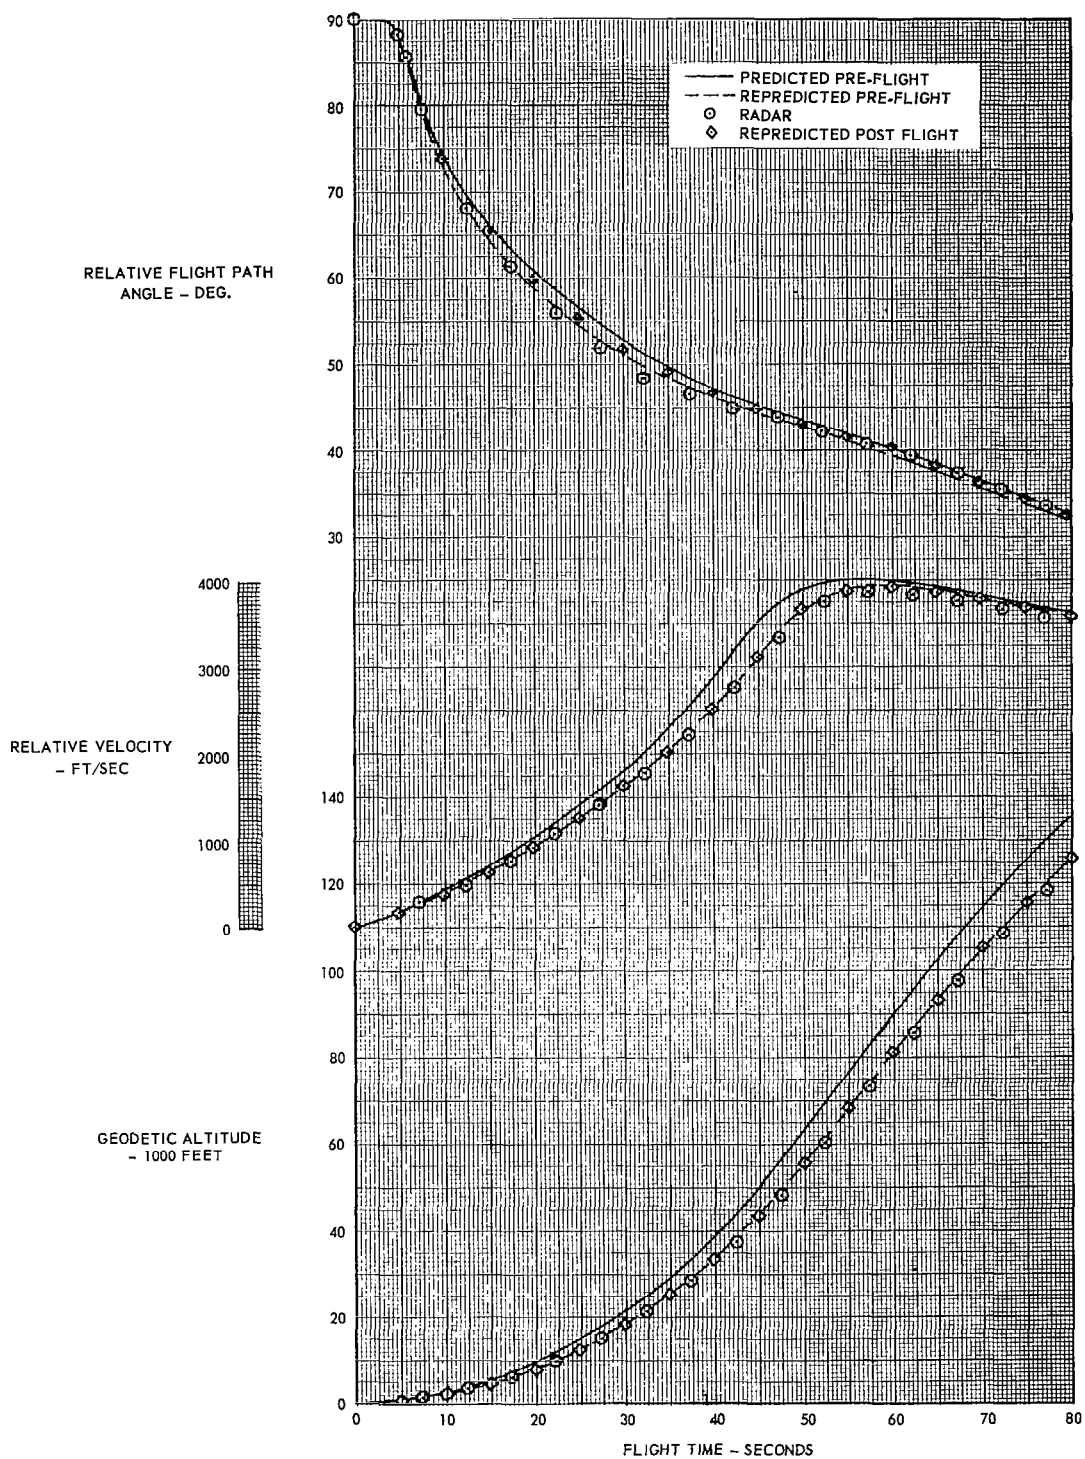 90
PREDICTED PRE-FLIGHT
REPREDICTED PRE-FLIGHT
RADAR
REPREDICTED POST FLIGHT
80
70
RELATIVE FLIGHT PATH
ANGLE – DEG.
60
50
40
30
4000
3000
RELATIVE VELOCITY
– FT/SEC
2000
1000
0
140
120
100
80
GEODETIC ALTITUDE
– 1000 FEET
60
40
20
0
0 10 20 30 40 50 60 70 80
FLIGHT TIME – SECONDS